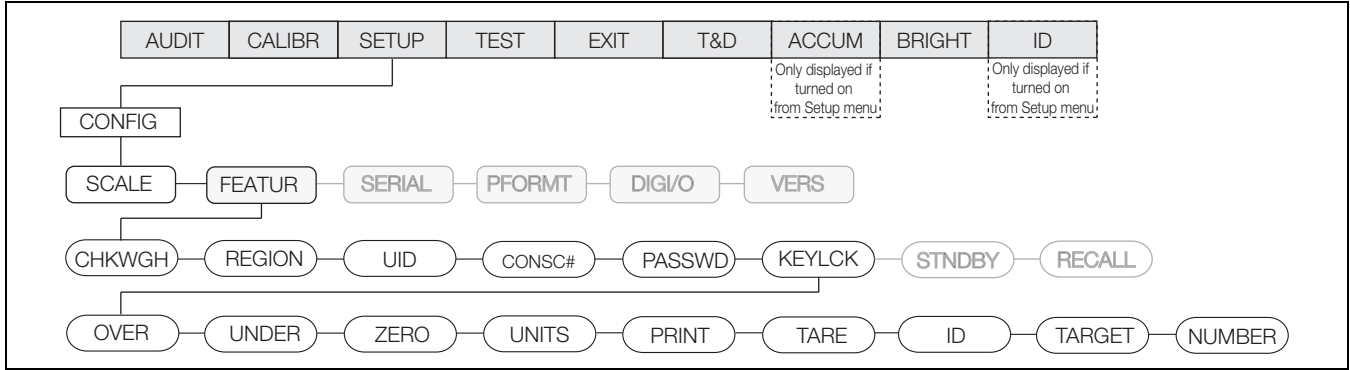 AUDIT CALIBR SETUP TEST EXIT T&D ACCUM BRIGHT ID
Only displayed if
turned on
from Setup menu
Only displayed if
turned on
from Setup menu
CONFIG
SCALE FEATUR SERIAL PFORMT DIGI/O VERS
CHKWGH REGION UID CONSC# PASSWD KEYLCK STNDBY RECALL
OVER UNDER ZERO UNITS PRINT TARE ID TARGET NUMBER